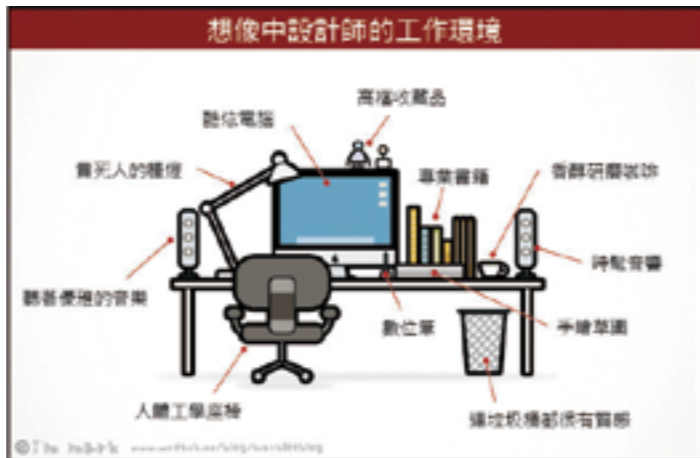 想像中設計師的工作環境
高檔收藏品
酷炫電腦
貴死人的檯燈
專業書籍
香醇研磨咖啡
時髦音響
聽著優雅的音樂
數位筆
手繪草圖
人體工學座椅
連垃圾桶都很有質感